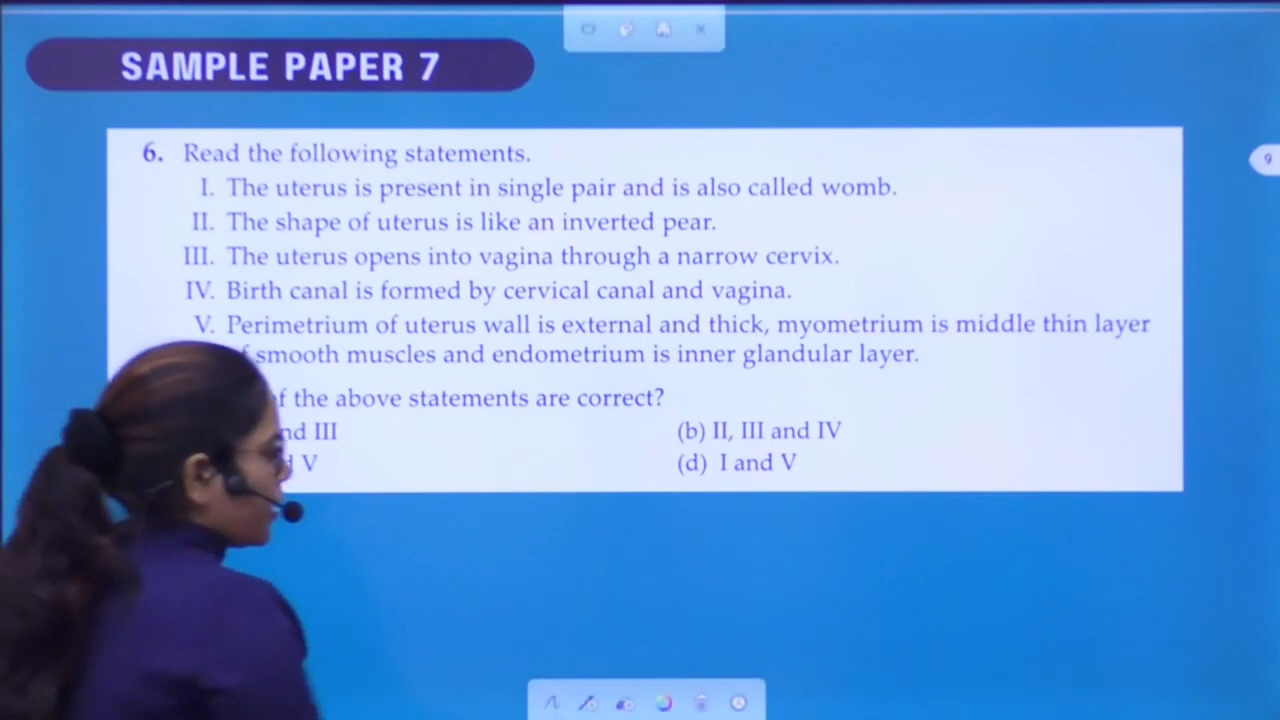 SAMPLE PAPER 7
9
6. Read the following statements.
I. The uterus is present in single pair and is also called womb.
II. The shape of uterus is like an inverted pear.
III. The uterus opens into vagina through a narrow cervix.
IV. Birth canal is formed by cervical canal and vagina.
V. Perimetrium of uterus wall is external and thick, myometrium is middle thin layer
smooth muscles and endometrium is inner glandular layer.
the above statements are correct?
III (b) II, III and IV
V (d) I and V